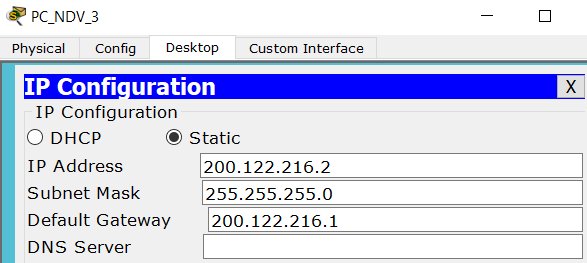 PC_NDV_3
Physical Config Desktop Custom Interface
IP Configuration X
IP Configuration
DHCP Static
IP Address 200.122.216.2
Subnet Mask 255.255.255.0
Default Gateway 200.122.216.1
DNS Server